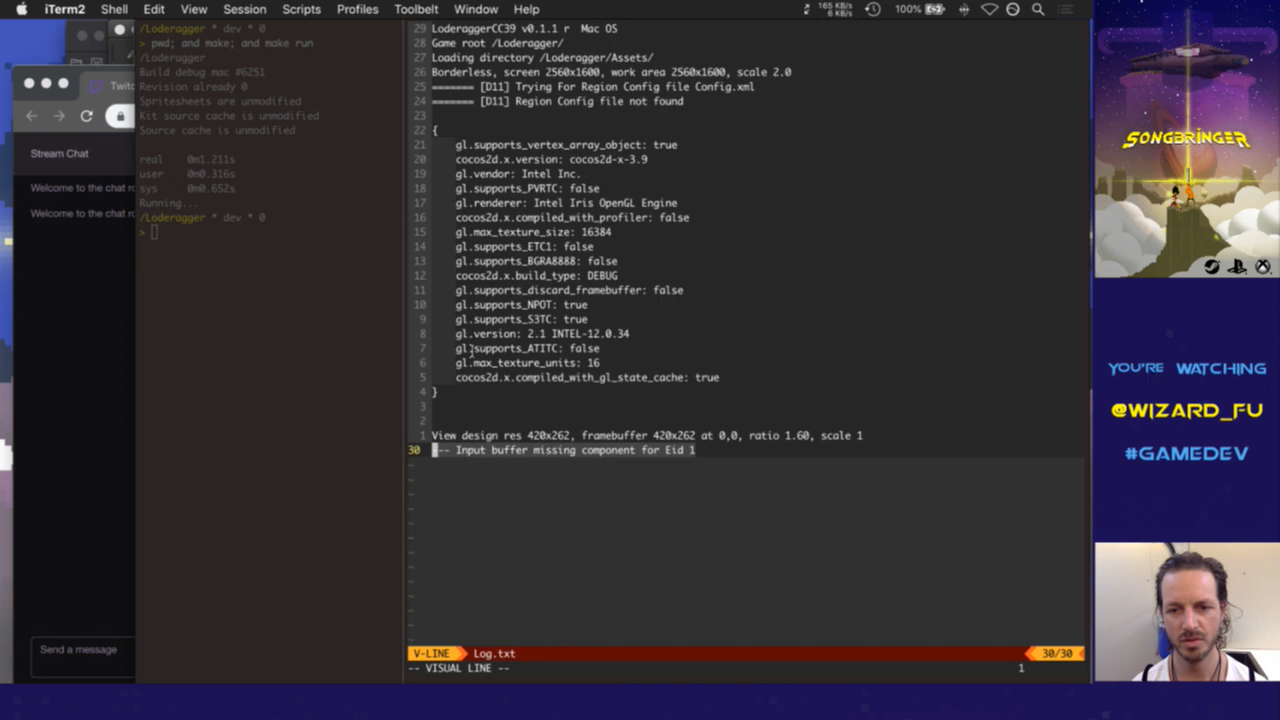 iTerm2 Shell Edit View Session Scripts Profiles Toolbelt Window Help
165 KB/s
6 KB/s
100%
Twitc
Stream Chat
Welcome to the chat ro
Welcome to the chat ro
Send a message
/Loderagger * dev * 0
> pwd; and make; and make run
/Loderagger
Build debug mac #6251
Revision already 0
Spritesheets are unmodified
Kit source cache is unmodified
Source cache is unmodified
real 0m1.211s
user 0m0.316s
sys 0m0.652s
Running...
/Loderagger * dev * 0
>
29 LoderaggerCC39 v0.1.1 r Mac OS
28 Game root /Loderagger/
27 Loading directory /Loderagger/Assets/
26 Borderless, screen 2560x1600, work area 2560x1600, scale 2.0
25 ======= [D11] Trying For Region Config file Config.xml
24 ======= [D11] Region Config file not found
23
22 {
21 gl.supports_vertex_array_object: true
20 cocos2d.x.version: cocos2d-x-3.9
19 gl.vendor: Intel Inc.
18 gl.supports_PVRTC: false
17 gl.renderer: Intel Iris OpenGL Engine
16 cocos2d.x.compiled_with_profiler: false
15 gl.max_texture_size: 16384
14 gl.supports_ETC1: false
13 gl.supports_BGRA8888: false
12 cocos2d.x.build_type: DEBUG
11 gl.supports_discard_framebuffer: false
10 gl.supports_NPOT: true
9 gl.supports_S3TC: true
8 gl.version: 2.1 INTEL-12.0.34
7 gl.supports_ATITC: false
6 gl.max_texture_units: 16
5 cocos2d.x.compiled_with_gl_state_cache: true
4 }
3
2
1 View design res 420x262, framebuffer 420x262 at 0,0, ratio 1.60, scale 1
30 -- Input buffer missing component for Eid 1
V-LINE Log.txt 30/30
-- VISUAL LINE -- 1
SONGBRINGER
YOU'RE WATCHING
@WIZARD_FU
#GAMEDEV